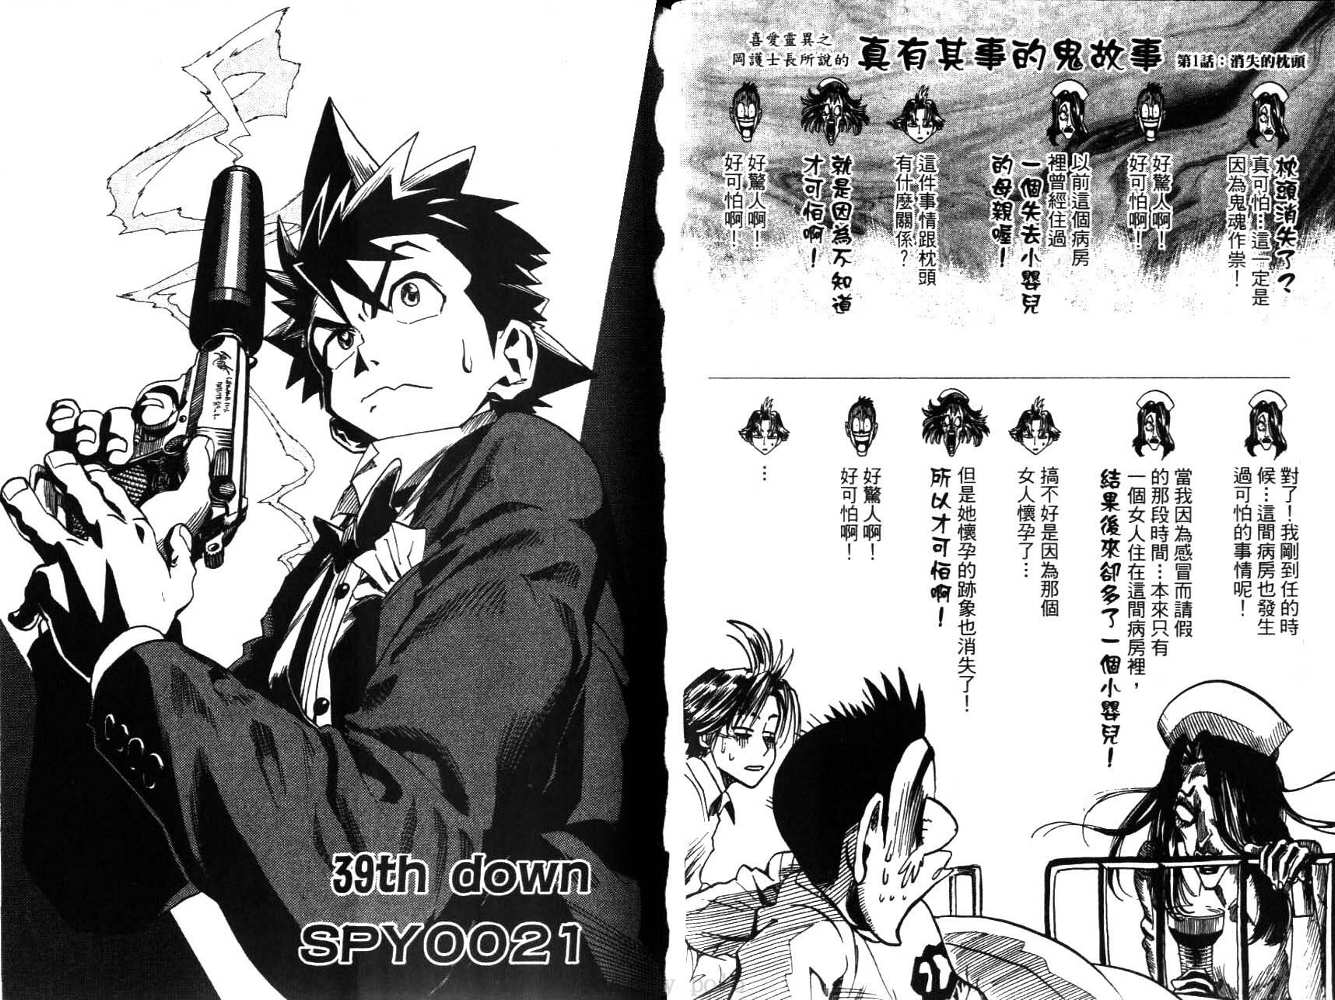 喜愛靈異之
岡護士長所說的
真有其事的鬼故事
第1話：消失的枕頭
枕頭消失了？
真可怕…這一定是
因為鬼魂作祟！
好驚人啊！
好可怕啊！
以前這個病房
裡曾經住過
一個失去小嬰兒
的母親喔！
這件事情跟枕頭
有什麼關係？
就是因為不知道
才可怕啊！
好驚人啊！
好可怕啊！
對了！我剛到任的時
候…這間病房也發生
過可怕的事情呢！
當我因為感冒而請假
的那段時間…本來只有
一個女人住在這間病房裡，
結果後來卻多了一個小嬰兒！
搞不好是因為那個
女人懷孕了…
但是她懷孕的跡象也消失了！
所以才可怕啊！
好驚人啊！
好可怕啊！
…
39th down
SPY0021